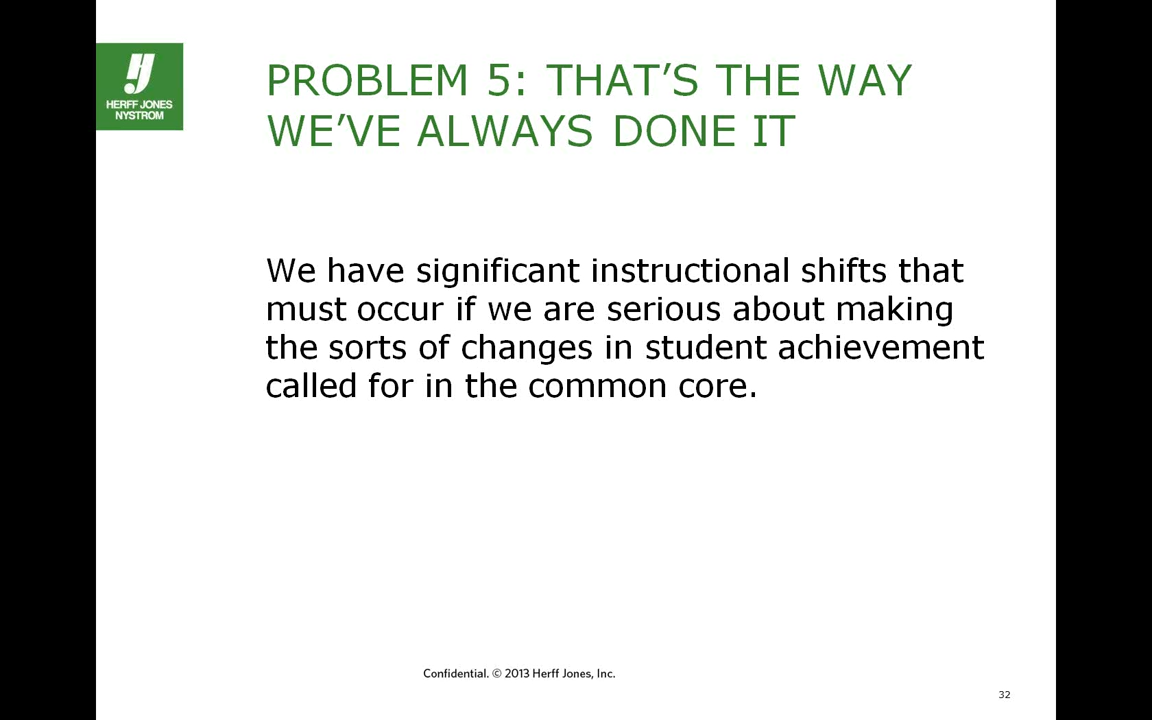 HERFF JONES
NYSTROM
PROBLEM 5: THAT’S THE WAY
WE’VE ALWAYS DONE IT
We have significant instructional shifts that
must occur if we are serious about making
the sorts of changes in student achievement
called for in the common core.
Confidential. © 2013 Herff Jones, Inc.
32